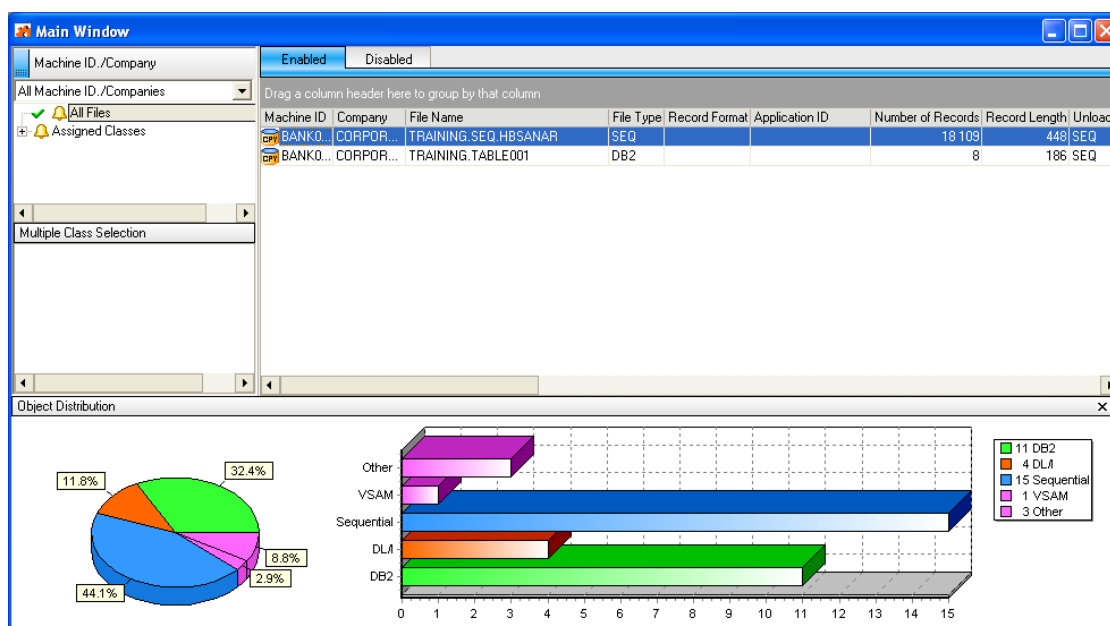 Main Window
Machine ID./Company
All Machine ID./Companies
All Files
Assigned Classes
Multiple Class Selection
Enabled Disabled
Drag a column header here to group by that column
Machine ID Company File Name File Type Record Format Application ID Number of Records Record Length Unload
CPY BANK0... CORPOR... TRAINING.SEQ.HBSANAR SEQ 18 109 448 SEQ
CPY BANK0... CORPOR... TRAINING.TABLE001 DB2 8 186 SEQ
Object Distribution
32.4%
11.8%
8.8%
2.9%
44.1%
Other
VSAM
Sequential
DL/I
DB2
0 1 2 3 4 5 6 7 8 9 10 11 12 13 14 15
11 DB2
4 DL/I
15 Sequential
1 VSAM
3 Other